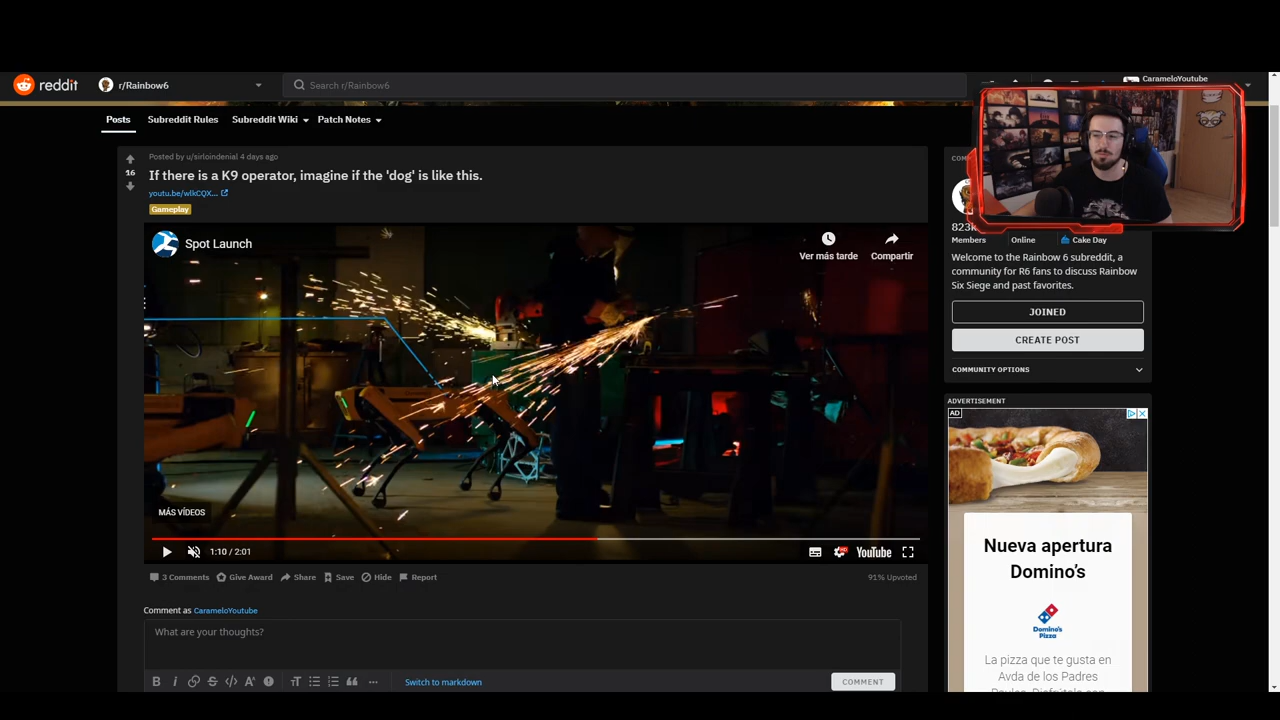 reddit
r/Rainbow6
Search r/Rainbow6
CarameloYoutube
Posts
Subreddit Rules
Subreddit Wiki
Patch Notes
Posted by u/sirloindenial 4 days ago
16
If there is a K9 operator, imagine if the 'dog' is like this.
youtu.be/wlkCQX...
Gameplay
Spot Launch
Ver más tarde
Compartir
MÁS VÍDEOS
1:10 / 2:01
HD
YouTube
3 Comments
Give Award
Share
Save
Hide
Report
91% Upvoted
Comment as CarameloYoutube
What are your thoughts?
B
i
Switch to markdown
COMMENT
Members
Online
Cake Day
Welcome to the Rainbow 6 subreddit, a
community for R6 fans to discuss Rainbow
Six Siege and past favorites.
JOINED
CREATE POST
COMMUNITY OPTIONS
ADVERTISEMENT
AD
Nueva apertura
Domino's
Domino's
Pizza
La pizza que te gusta en
Avda de los Padres